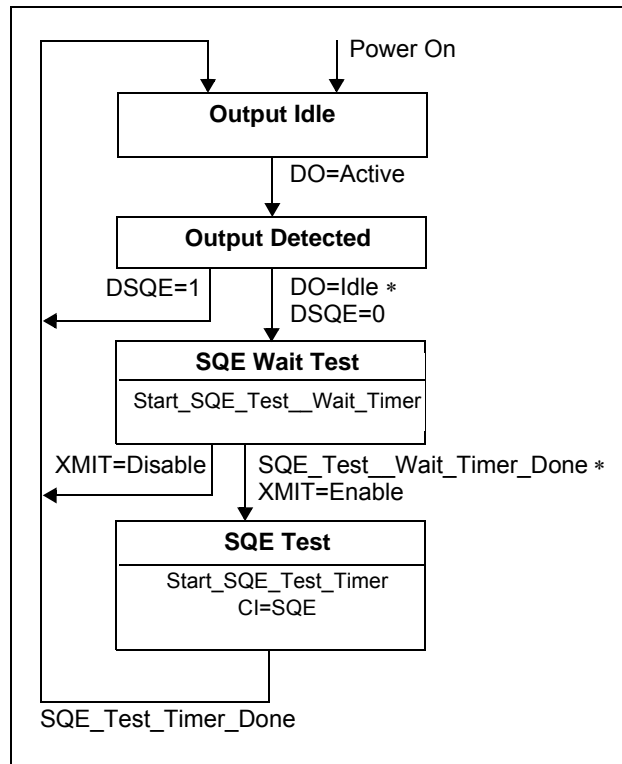 Power On
Output Idle
DO=Active
Output Detected
DSQE=1
DO=Idle *
DSQE=0
SQE Wait Test
Start_SQE_Test__Wait_Timer
XMIT=Disable
SQE_Test__Wait_Timer_Done *
XMIT=Enable
SQE Test
Start_SQE_Test_Timer
CI=SQE
SQE_Test_Timer_Done